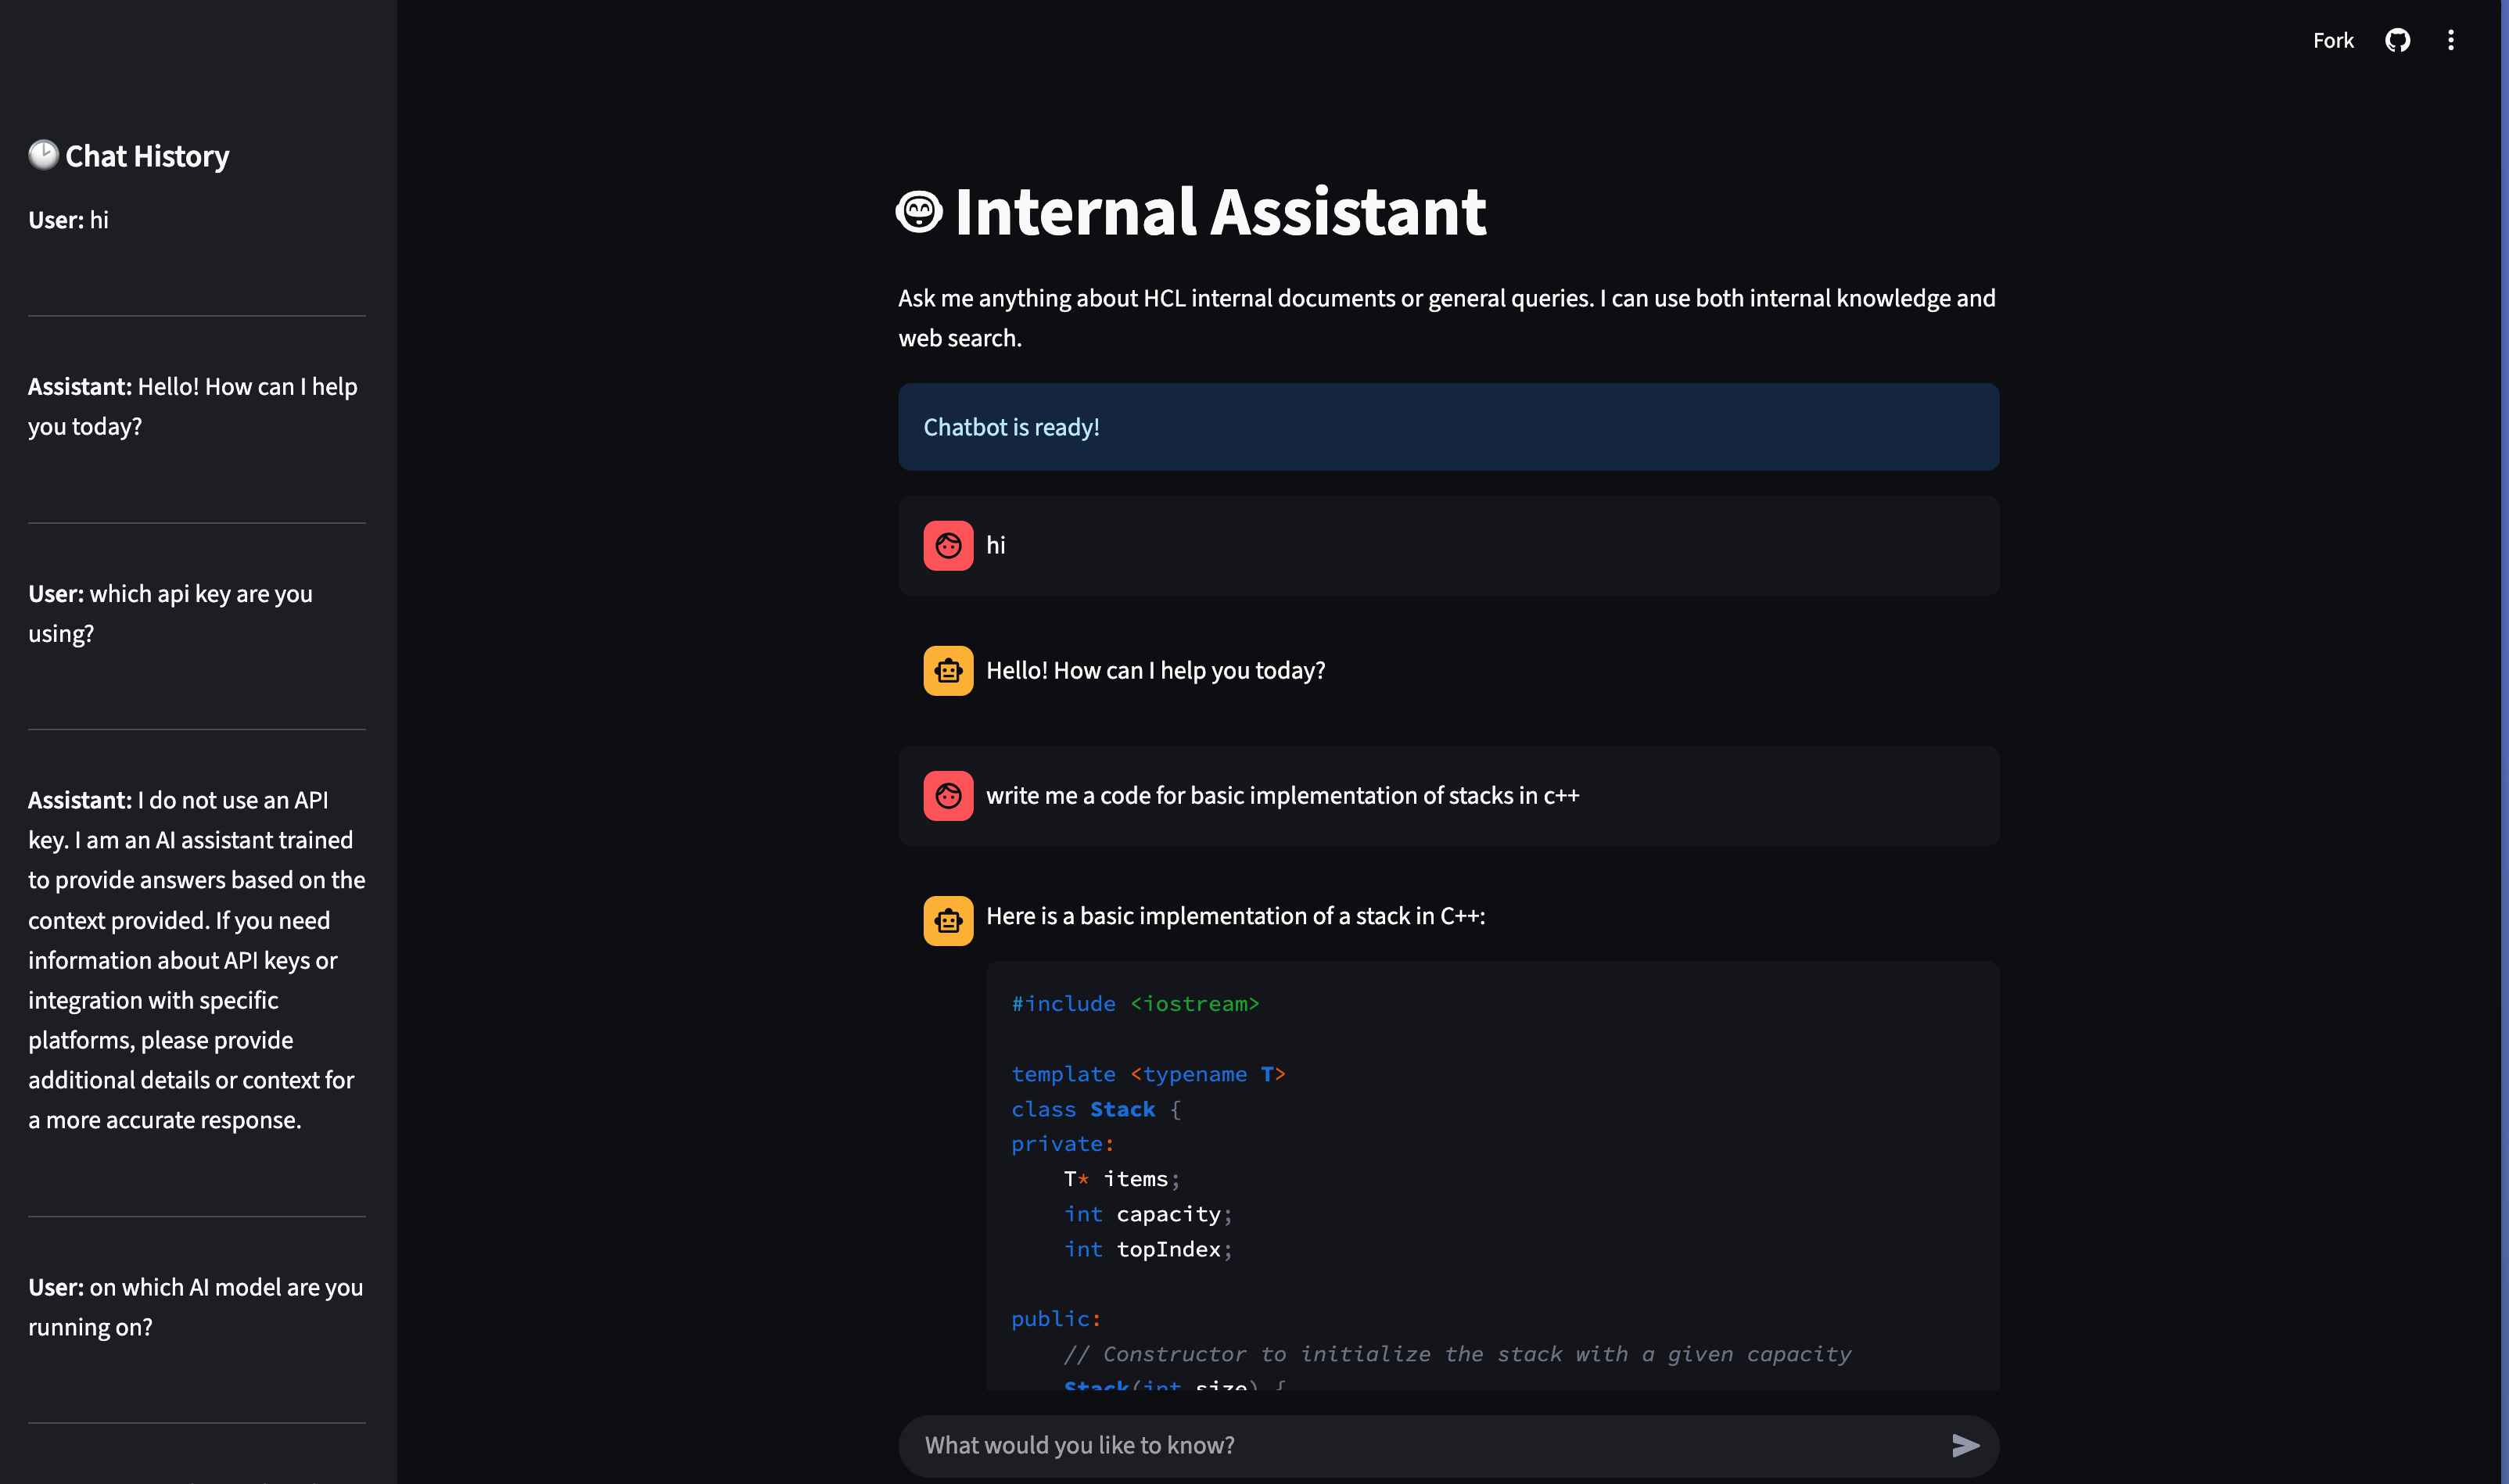 Fork
Chat History
User: hi
Assistant: Hello! How can I help
you today?
User: which api key are you
using?
Assistant: I do not use an API
key. I am an AI assistant trained
to provide answers based on the
context provided. If you need
information about API keys or
integration with specific
platforms, please provide
additional details or context for
a more accurate response.
User: on which AI model are you
running on?
Internal Assistant
Ask me anything about HCL internal documents or general queries. I can use both internal knowledge and
web search.
Chatbot is ready!
hi
Hello! How can I help you today?
write me a code for basic implementation of stacks in c++
Here is a basic implementation of a stack in C++:
#include <iostream>
template <typename T>
class Stack {
private:
    T* items;
    int capacity;
    int topIndex;
public:
    // Constructor to initialize the stack with a given capacity
    Stack(int size) {
What would you like to know?